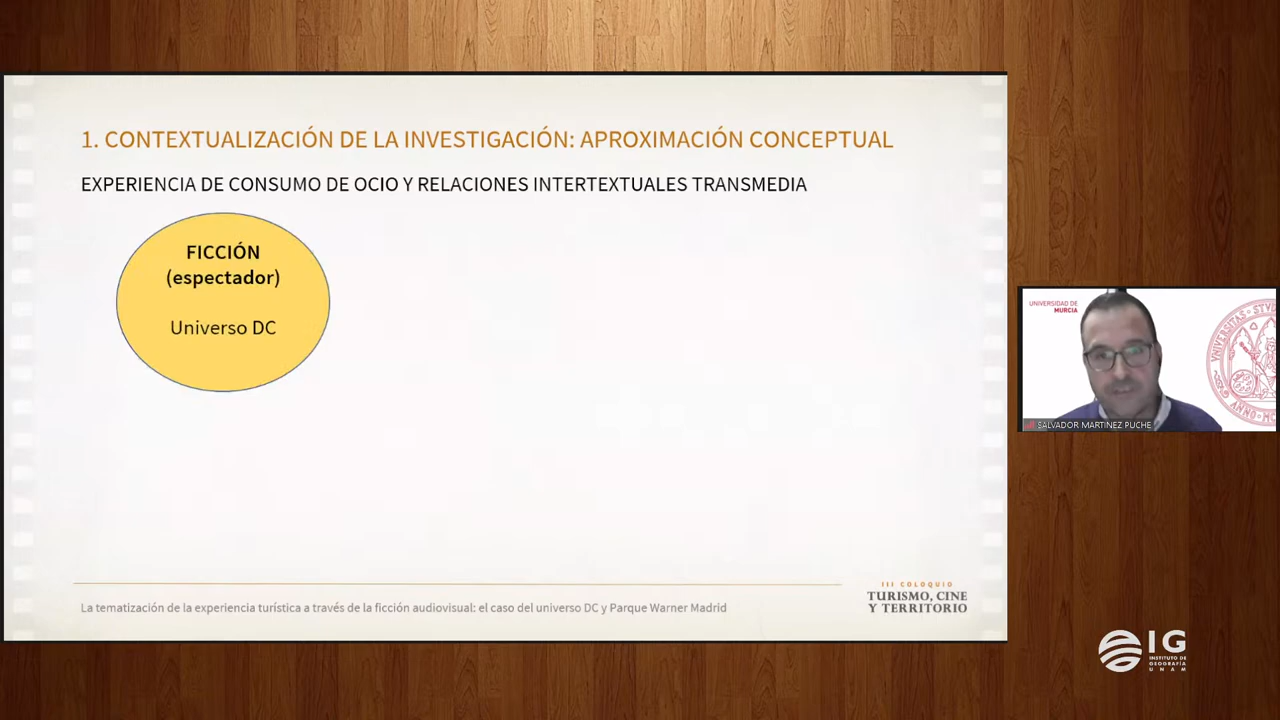 1. CONTEXTUALIZACIÓN DE LA INVESTIGACIÓN: APROXIMACIÓN CONCEPTUAL
EXPERIENCIA DE CONSUMO DE OCIO Y RELACIONES INTERTEXTUALES TRANSMEDIA
FICCIÓN
(espectador)
Universo DC
UNIVERSIDAD DE
MURCIA
SALVADOR MARTINEZ PUCHE
La tematización de la experiencia turística a través de la ficción audiovisual: el caso del universo DC y Parque Warner Madrid
III COLOQUIO
TURISMO, CINE
Y TERRITORIO
IG
INSTITUTO DE
GEOGRAFÍA
UNAM